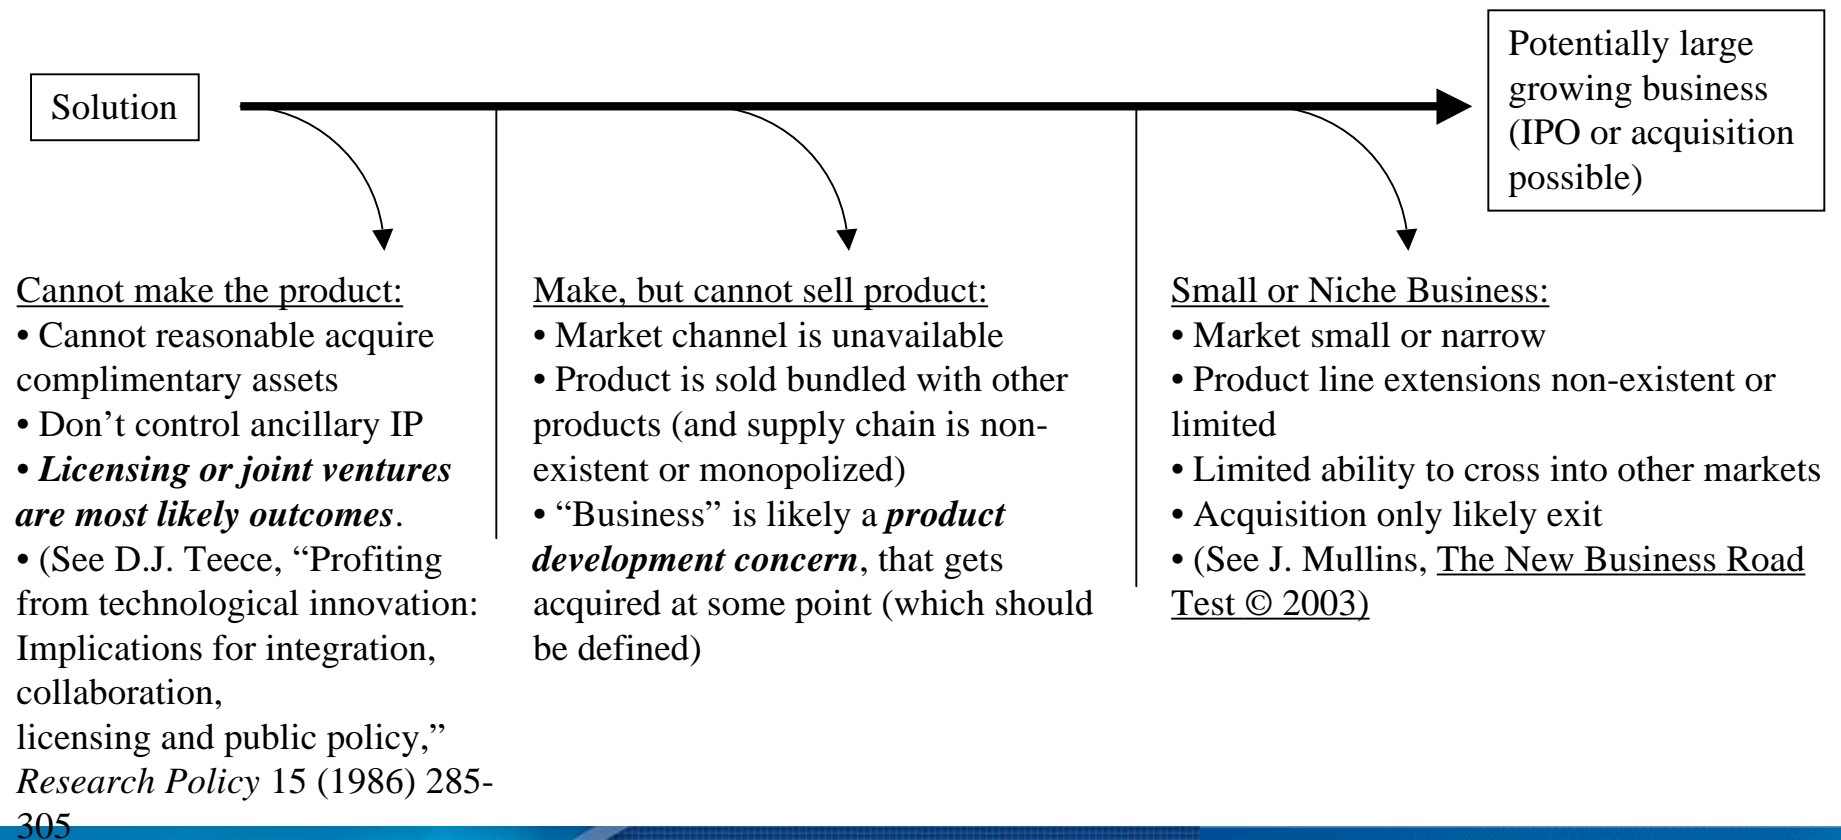 Solution
Potentially large
growing business
(IPO or acquisition
possible)
Cannot make the product:
• Cannot reasonable acquire
complimentary assets
• Don’t control ancillary IP
• Licensing or joint ventures
are most likely outcomes.
• (See D.J. Teece, “Profiting
from technological innovation:
Implications for integration,
collaboration,
licensing and public policy,”
Research Policy 15 (1986) 285-
305
Make, but cannot sell product:
• Market channel is unavailable
• Product is sold bundled with other
products (and supply chain is non-
existent or monopolized)
• “Business” is likely a product
development concern, that gets
acquired at some point (which should
be defined)
Small or Niche Business:
• Market small or narrow
• Product line extensions non-existent or
limited
• Limited ability to cross into other markets
• Acquisition only likely exit
• (See J. Mullins, The New Business Road
Test © 2003)